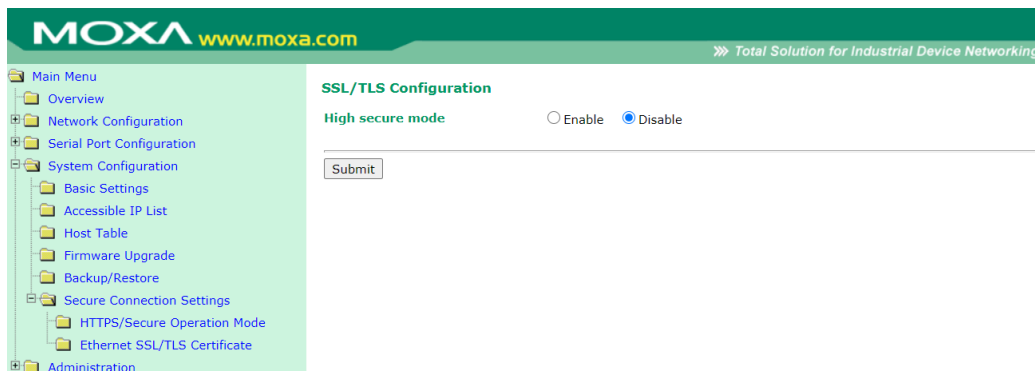 MOXA www.moxa.com
Total Solution for Industrial Device Networking
Main Menu
Overview
Network Configuration
Serial Port Configuration
System Configuration
Basic Settings
Accessible IP List
Host Table
Firmware Upgrade
Backup/Restore
Secure Connection Settings
HTTPS/Secure Operation Mode
Ethernet SSL/TLS Certificate
Administration
SSL/TLS Configuration
High secure mode Enable Disable
Submit